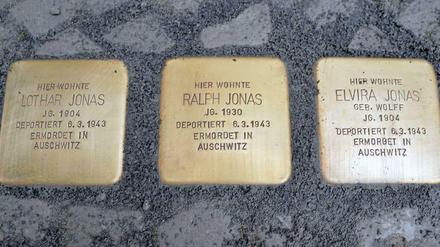 HIER WOHNTE
LOTHAR JONAS
JG. 1904
DEPORTIERT 6.3.1943
ERMORDET IN
AUSCHWITZ
HIER WOHNTE
RALPH JONAS
JG. 1930
DEPORTIERT 6.3.1943
ERMORDET IN
AUSCHWITZ
HIER WOHNTE
ELVIRA JONAS
GEB. WOLFF
JG. 1904
DEPORTIERT 6.3.1943
ERMORDET IN
AUSCHWITZ